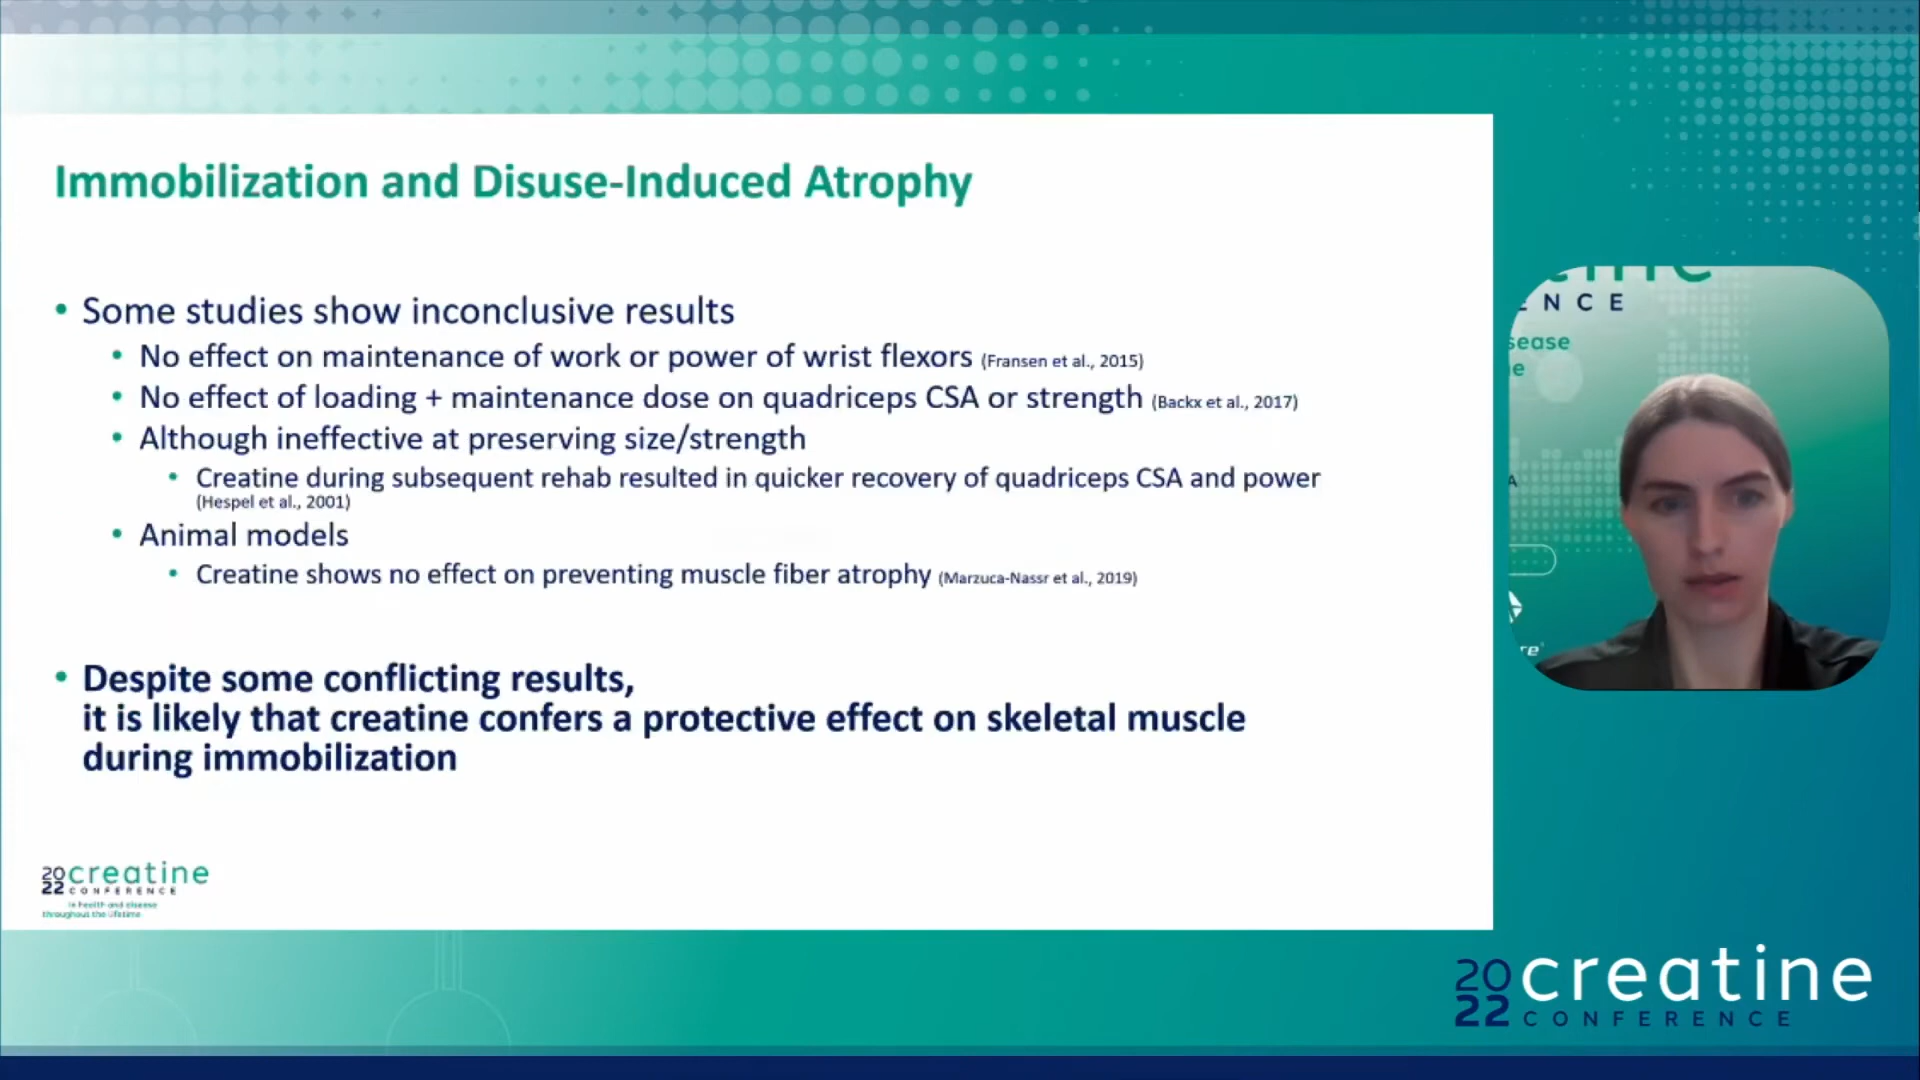 Immobilization and Disuse-Induced Atrophy
• Some studies show inconclusive results
• No effect on maintenance of work or power of wrist flexors (Fransen et al., 2015)
• No effect of loading + maintenance dose on quadriceps CSA or strength (Backx et al., 2017)
• Although ineffective at preserving size/strength
• Creatine during subsequent rehab resulted in quicker recovery of quadriceps CSA and power
(Hespel et al., 2001)
• Animal models
• Creatine shows no effect on preventing muscle fiber atrophy (Marzuca-Nassr et al., 2019)
• Despite some conflicting results,
it is likely that creatine confers a protective effect on skeletal muscle
during immobilization
2022 creatine
CONFERENCE
in health and disease
throughout the lifetime
ENCE
sease
e
A
re®
2022 creatine
CONFERENCE